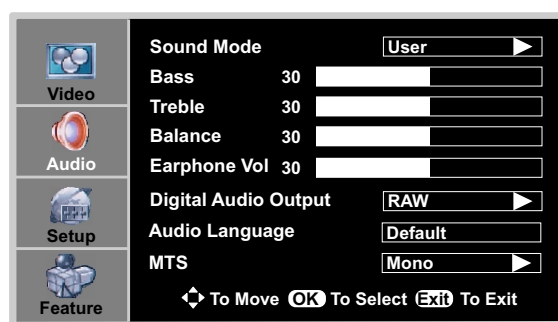 Video
Audio
Setup
Feature
Sound Mode User
Bass 30
Treble 30
Balance 30
Earphone Vol 30
Digital Audio Output RAW
Audio Language Default
MTS Mono
To Move OK To Select Exit To Exit